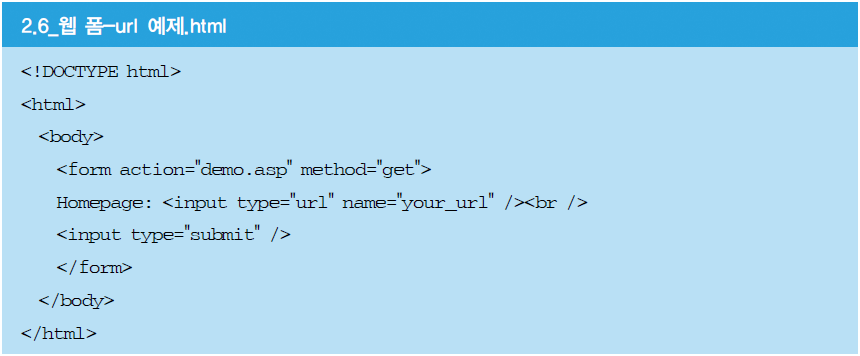 2.6_웹 폼-url 예제.html
<!DOCTYPE html>
<html>
<body>
<form action="demo.asp" method="get">
Homepage: <input type="url" name="your_url" /><br />
<input type="submit" />
</form>
</body>
</html>